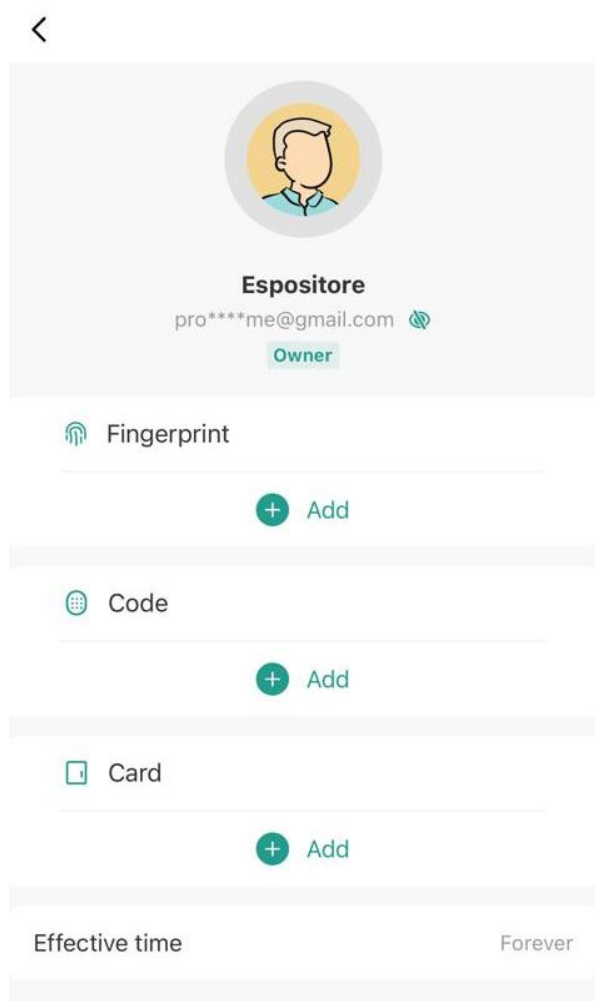 Espositore
pro****me@gmail.com
Owner
Fingerprint
Add
Code
Add
Card
Add
Effective time Forever